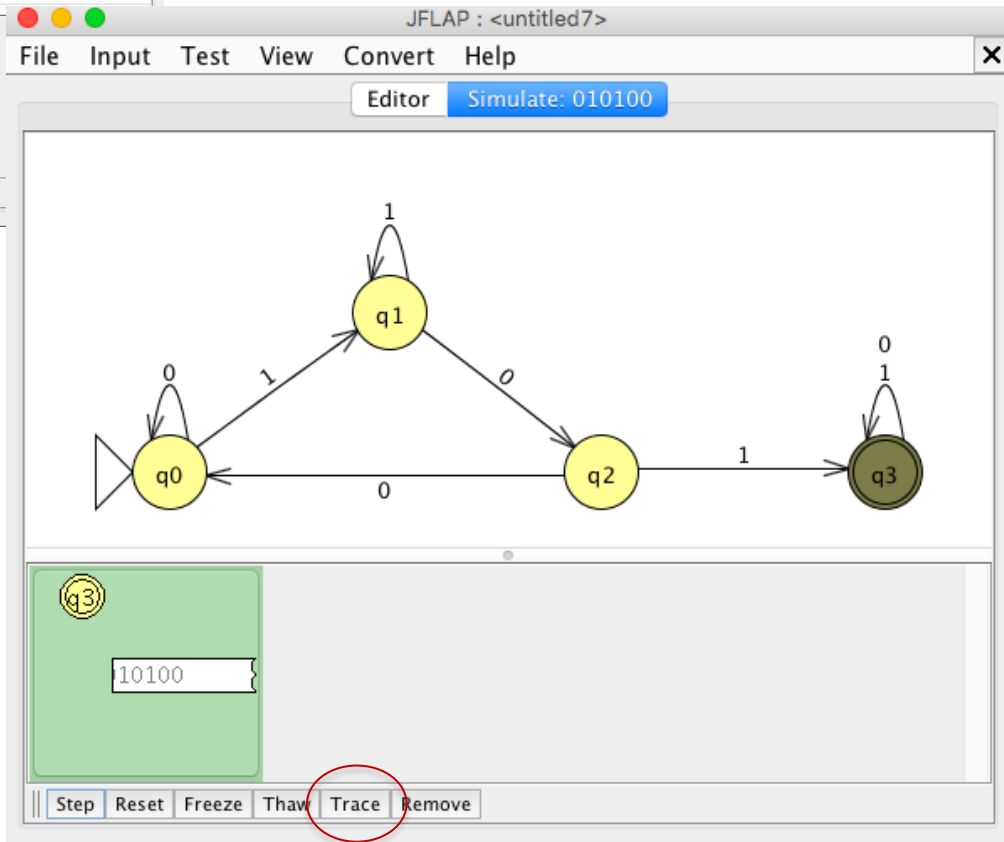 JFLAP : <untitled7>
File Input Test View Convert Help
Editor Simulate: 010100
1
q1
0
1
0
0
1
q0
0
q2
1
q3
q3
10100
Step Reset Freeze Thaw Trace Remove